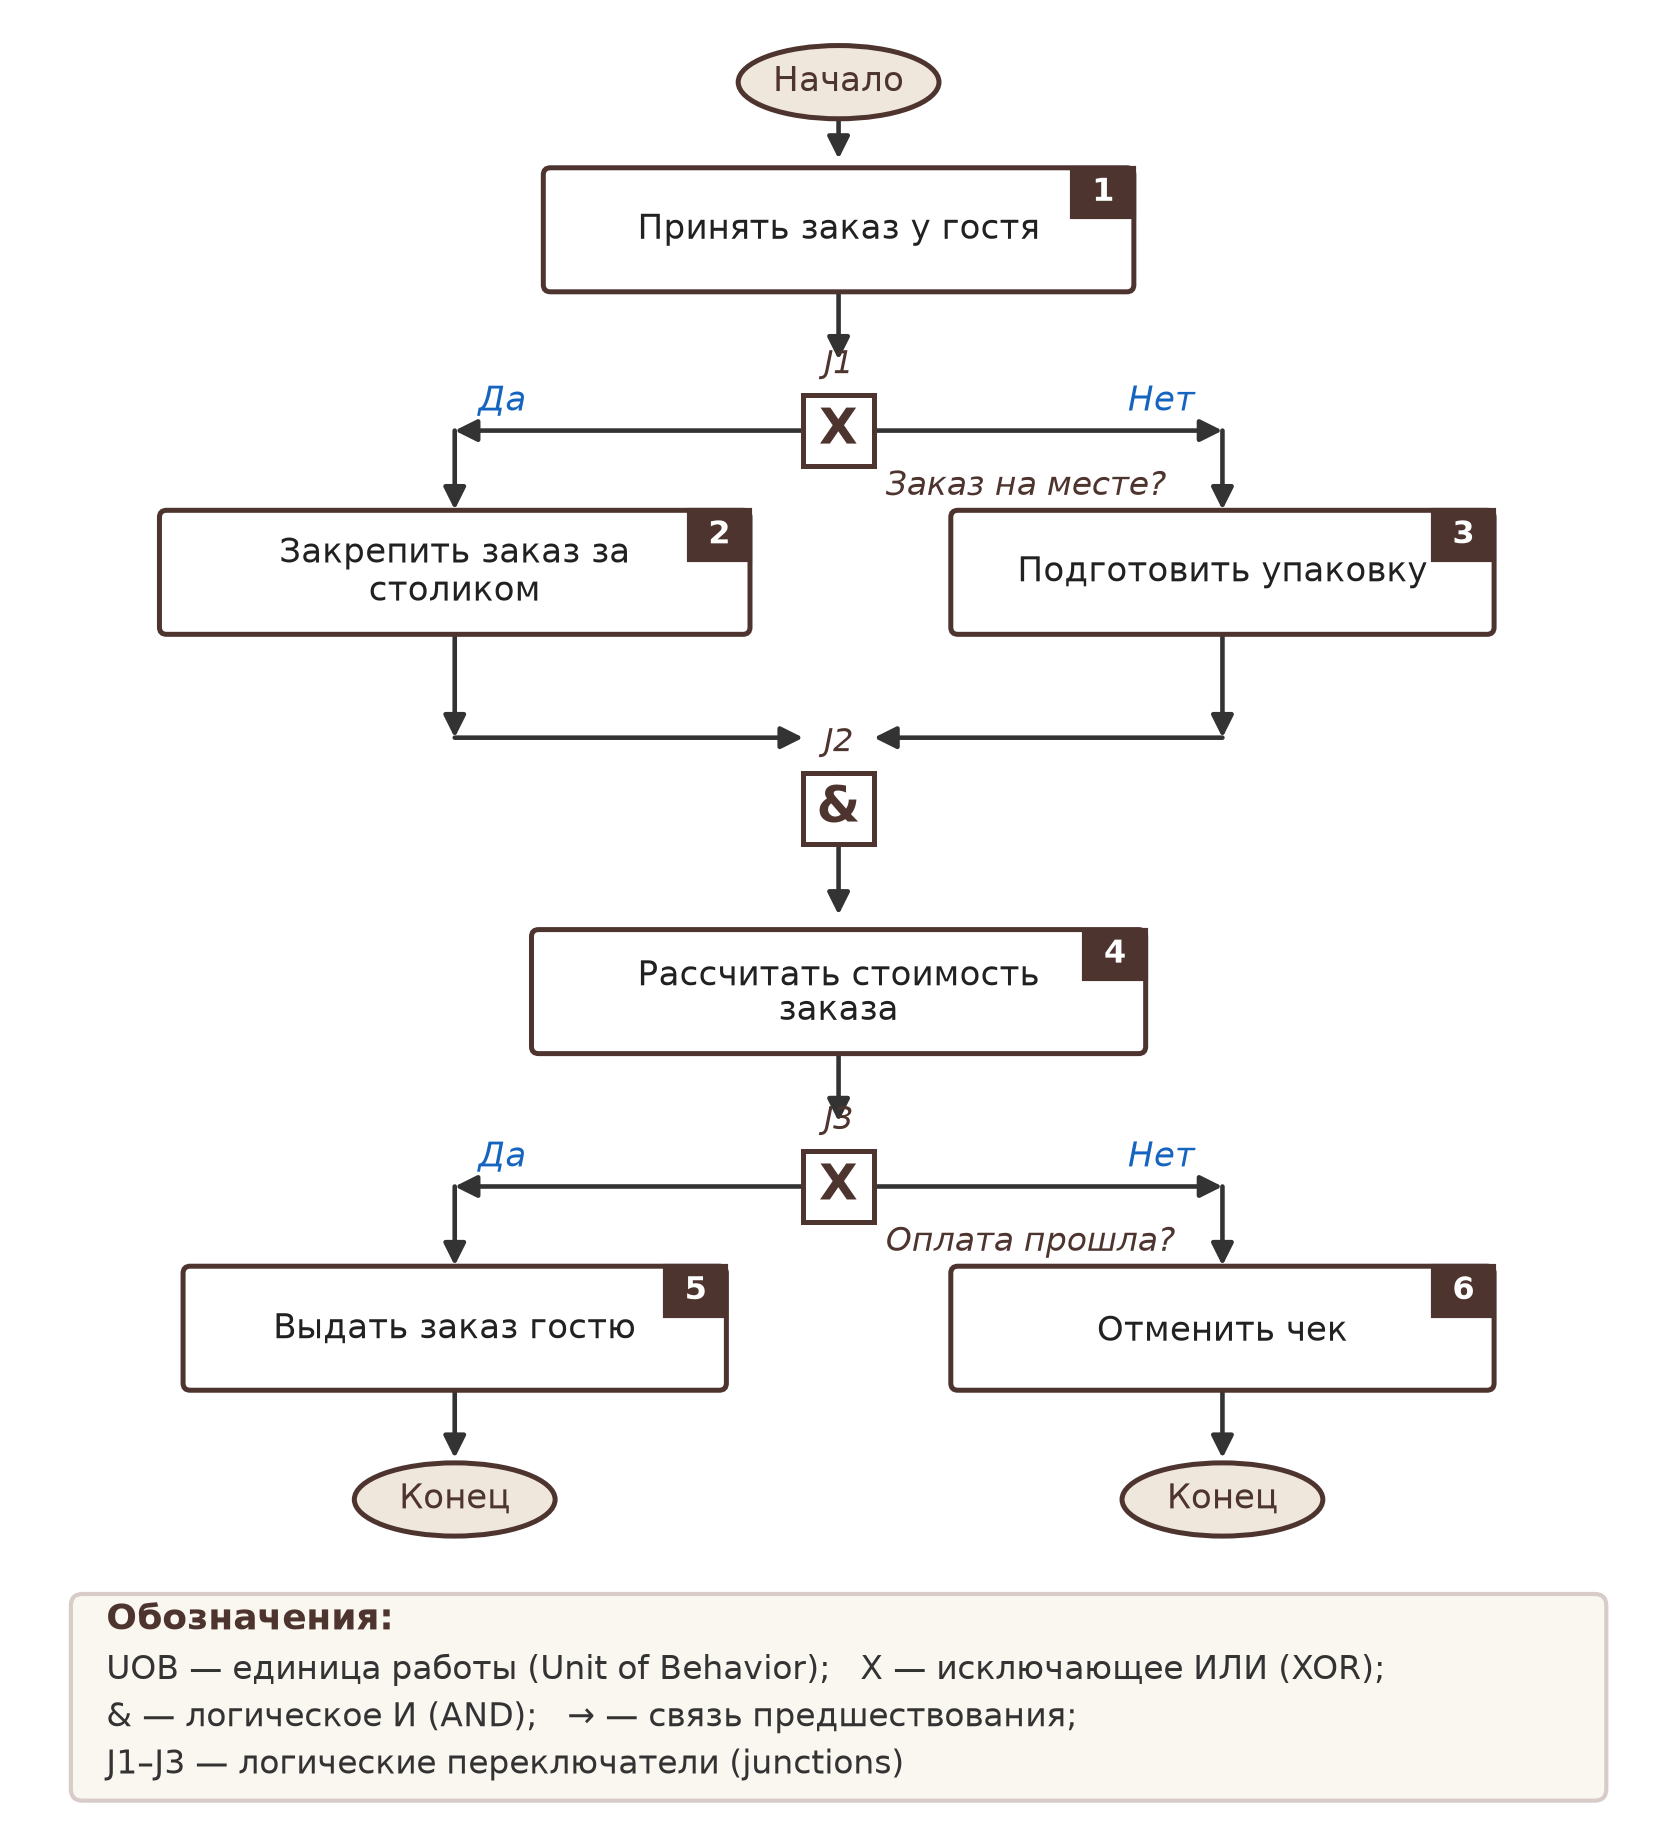 Начало
1
Принять заказ у гостя
J1
Да
Нет
X
Заказ на месте?
2
Закрепить заказ за
столиком
3
Подготовить упаковку
J2
&
4
Рассчитать стоимость
заказа
J3
Да
Нет
X
Оплата прошла?
5
Выдать заказ гостю
6
Отменить чек
Конец
Конец
Обозначения:
UOB — единица работы (Unit of Behavior);   X — исключающее ИЛИ (XOR);
& — логическое И (AND);   → — связь предшествования;
J1–J3 — логические переключатели (junctions)